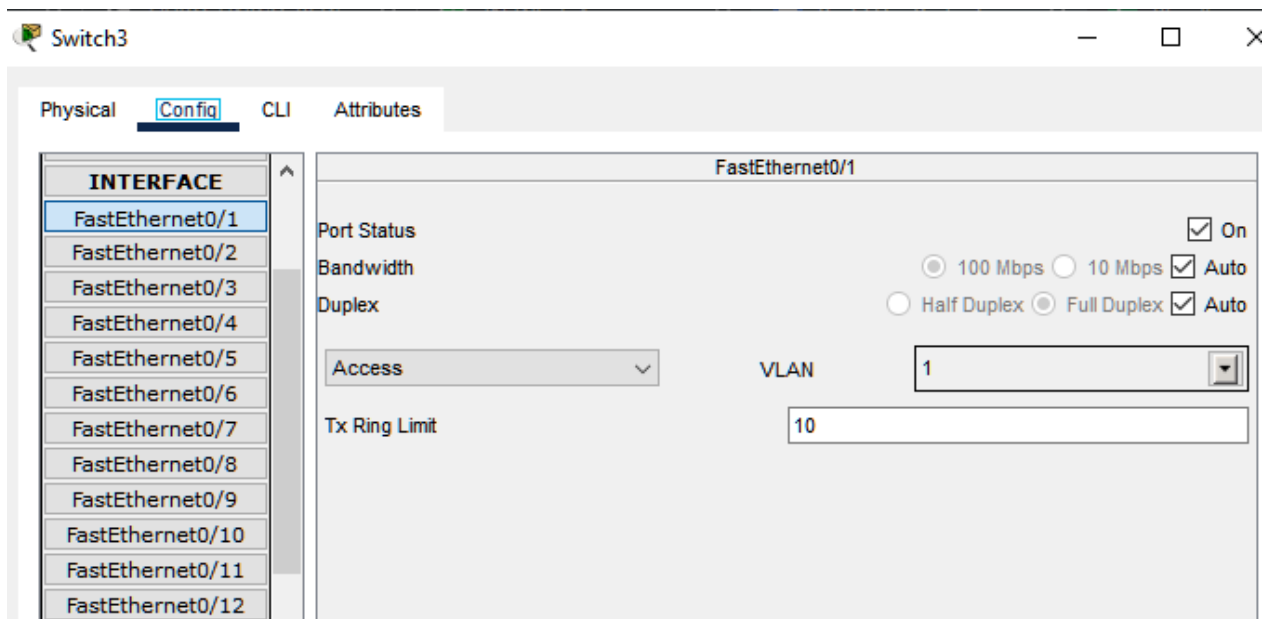 Switch3
Physical Config CLI Attributes
INTERFACE
FastEthernet0/1
FastEthernet0/2
FastEthernet0/3
FastEthernet0/4
FastEthernet0/5
FastEthernet0/6
FastEthernet0/7
FastEthernet0/8
FastEthernet0/9
FastEthernet0/10
FastEthernet0/11
FastEthernet0/12
FastEthernet0/1
Port Status On
Bandwidth 100 Mbps 10 Mbps Auto
Duplex Half Duplex Full Duplex Auto
Access VLAN 1
Tx Ring Limit 10